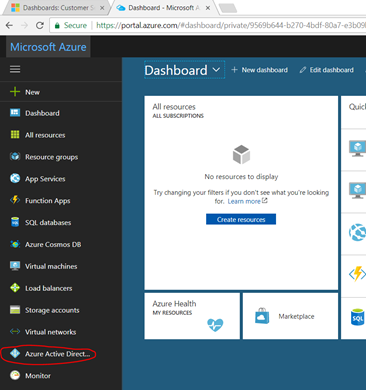 Dashboards: Customer S
Dashboard - Microsoft A
Secure https://portal.azure.com/#dashboard/private/9569b644-b270-4bdf-80a7-e3b09
Microsoft Azure
Dashboard
+ New dashboard
Edit dashboard
New
Dashboard
All resources
Resource groups
App Services
Function Apps
SQL databases
Azure Cosmos DB
Virtual machines
Load balancers
Storage accounts
Virtual networks
Azure Active Direct...
Monitor
All resources
ALL SUBSCRIPTIONS
No resources to display
Try changing your filters if you don't see what you're looking
for. Learn more
Create resources
Quic
SQL
Azure Health
MY RESOURCES
Marketplace